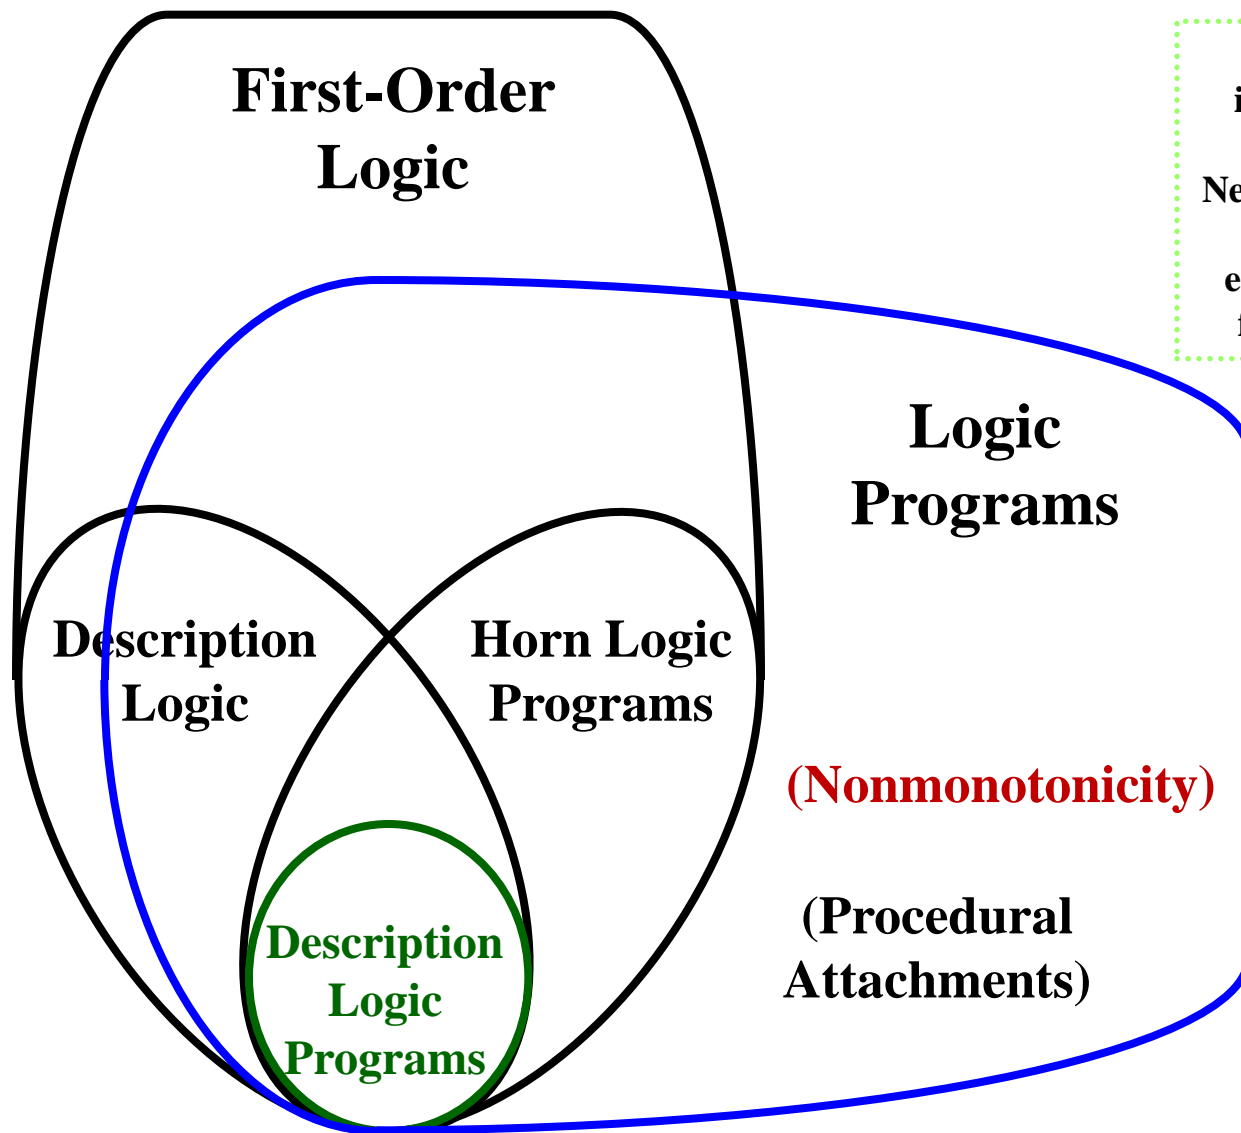 First-Order
Logic
Logic
Programs
Description
Logic
Horn Logic
Programs
(Nonmonotonicity)
(Procedural
Attachments)
Description
Logic
Programs